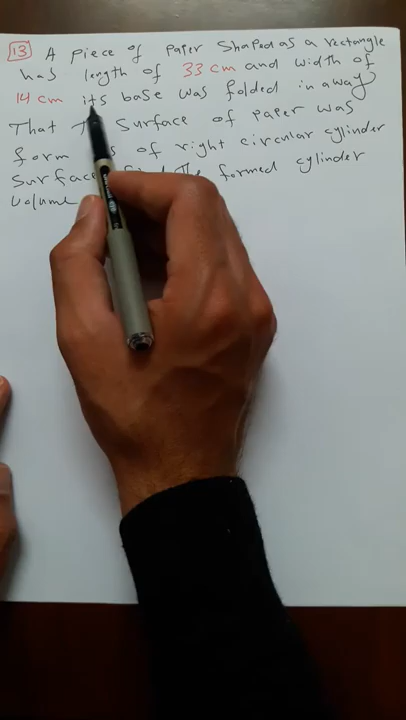 13 A piece of Paper Shaped as a rectangle
has length of 33 cm and width of
14 cm its base was folded in away
That T Surface of Paper was
form s of right circular cylinder
Surface The formed cylinder
Volume